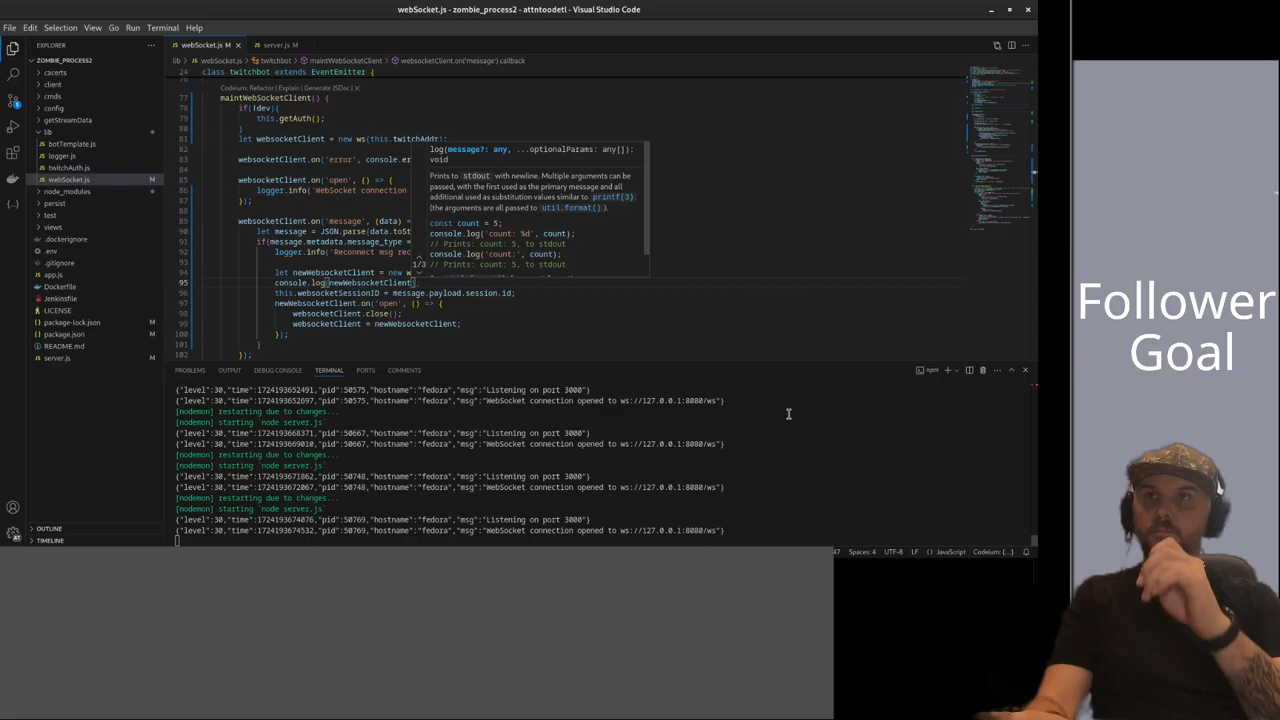 webSocket.js - zombie_process2 - attntoodetl - Visual Studio Code
File Edit Selection View Go Run Terminal Help
EXPLORER
webSocket.js M
server.js M
ZOMBIE_PROCESS2
cacerts
client
cmds
config
getStreamData
lib
botTemplate.js
logger.js
twitchAuth.js
webSocket.js M
node_modules
persist
test
views
.dockerignore
.env
.gitignore
app.js
Dockerfile
Jenkinsfile
LICENSE
package-lock.json M
package.json M
README.md
server.js M
OUTLINE
TIMELINE
lib > webSocket.js > twitchbot > maintWebSocketClient > websocketClient.on('message') callback
24 class twitchbot extends EventEmitter {
76
Codeium: Refactor | Explain | Generate JSDoc | X
77 maintWebSocketClient() {
78 if(!dev){
79 this.getAuth();
80 }
81 let websocketClient = new ws(this.twitchAddr);
82
83 websocketClient.on('error', console.er
84
85 websocketClient.on('open', () => {
86 logger.info('WebSocket connection
87 });
88
89 websocketClient.on('message', (data) =
90 let message = JSON.parse(data.toSt
91 if(message.metadata.message_type =
92 logger.info('Reconnect msg rec
93
94 let newWebsocketClient = new w
95 console.log(newWebsocketClient)
96 this.websocketSessionID = message.payload.session.id;
97 newWebsocketClient.on('open', () => {
98 websocketClient.close();
99 websocketClient = newWebsocketClient;
100 });
101 }
102 });
log(message?: any, ...optionalParams: any[]):
void
Prints to stdout with newline. Multiple arguments can be
passed, with the first used as the primary message and all
additional used as substitution values similar to printf(3)
(the arguments are all passed to util.format()).
const count = 5;
console.log('count: %d', count);
// Prints: count: 5, to stdout
console.log('count:', count);
// Prints: count: 5, to stdout
1/3
PROBLEMS OUTPUT DEBUG CONSOLE TERMINAL PORTS COMMENTS
npm
{"level":30,"time":1724193652491,"pid":50575,"hostname":"fedora","msg":"Listening on port 3000"}
{"level":30,"time":1724193652697,"pid":50575,"hostname":"fedora","msg":"WebSocket connection opened to ws://127.0.0.1:8080/ws"}
[nodemon] restarting due to changes...
[nodemon] starting `node server.js`
{"level":30,"time":1724193668371,"pid":50667,"hostname":"fedora","msg":"Listening on port 3000"}
{"level":30,"time":1724193669010,"pid":50667,"hostname":"fedora","msg":"WebSocket connection opened to ws://127.0.0.1:8080/ws"}
[nodemon] restarting due to changes...
[nodemon] starting `node server.js`
{"level":30,"time":1724193671862,"pid":50748,"hostname":"fedora","msg":"Listening on port 3000"}
{"level":30,"time":1724193672067,"pid":50748,"hostname":"fedora","msg":"WebSocket connection opened to ws://127.0.0.1:8080/ws"}
[nodemon] restarting due to changes...
[nodemon] starting `node server.js`
{"level":30,"time":1724193674076,"pid":50769,"hostname":"fedora","msg":"Listening on port 3000"}
{"level":30,"time":1724193674532,"pid":50769,"hostname":"fedora","msg":"WebSocket connection opened to ws://127.0.0.1:8080/ws"}
47 Spaces: 4 UTF-8 LF {} JavaScript Codeium: {...}
Follower
Goal